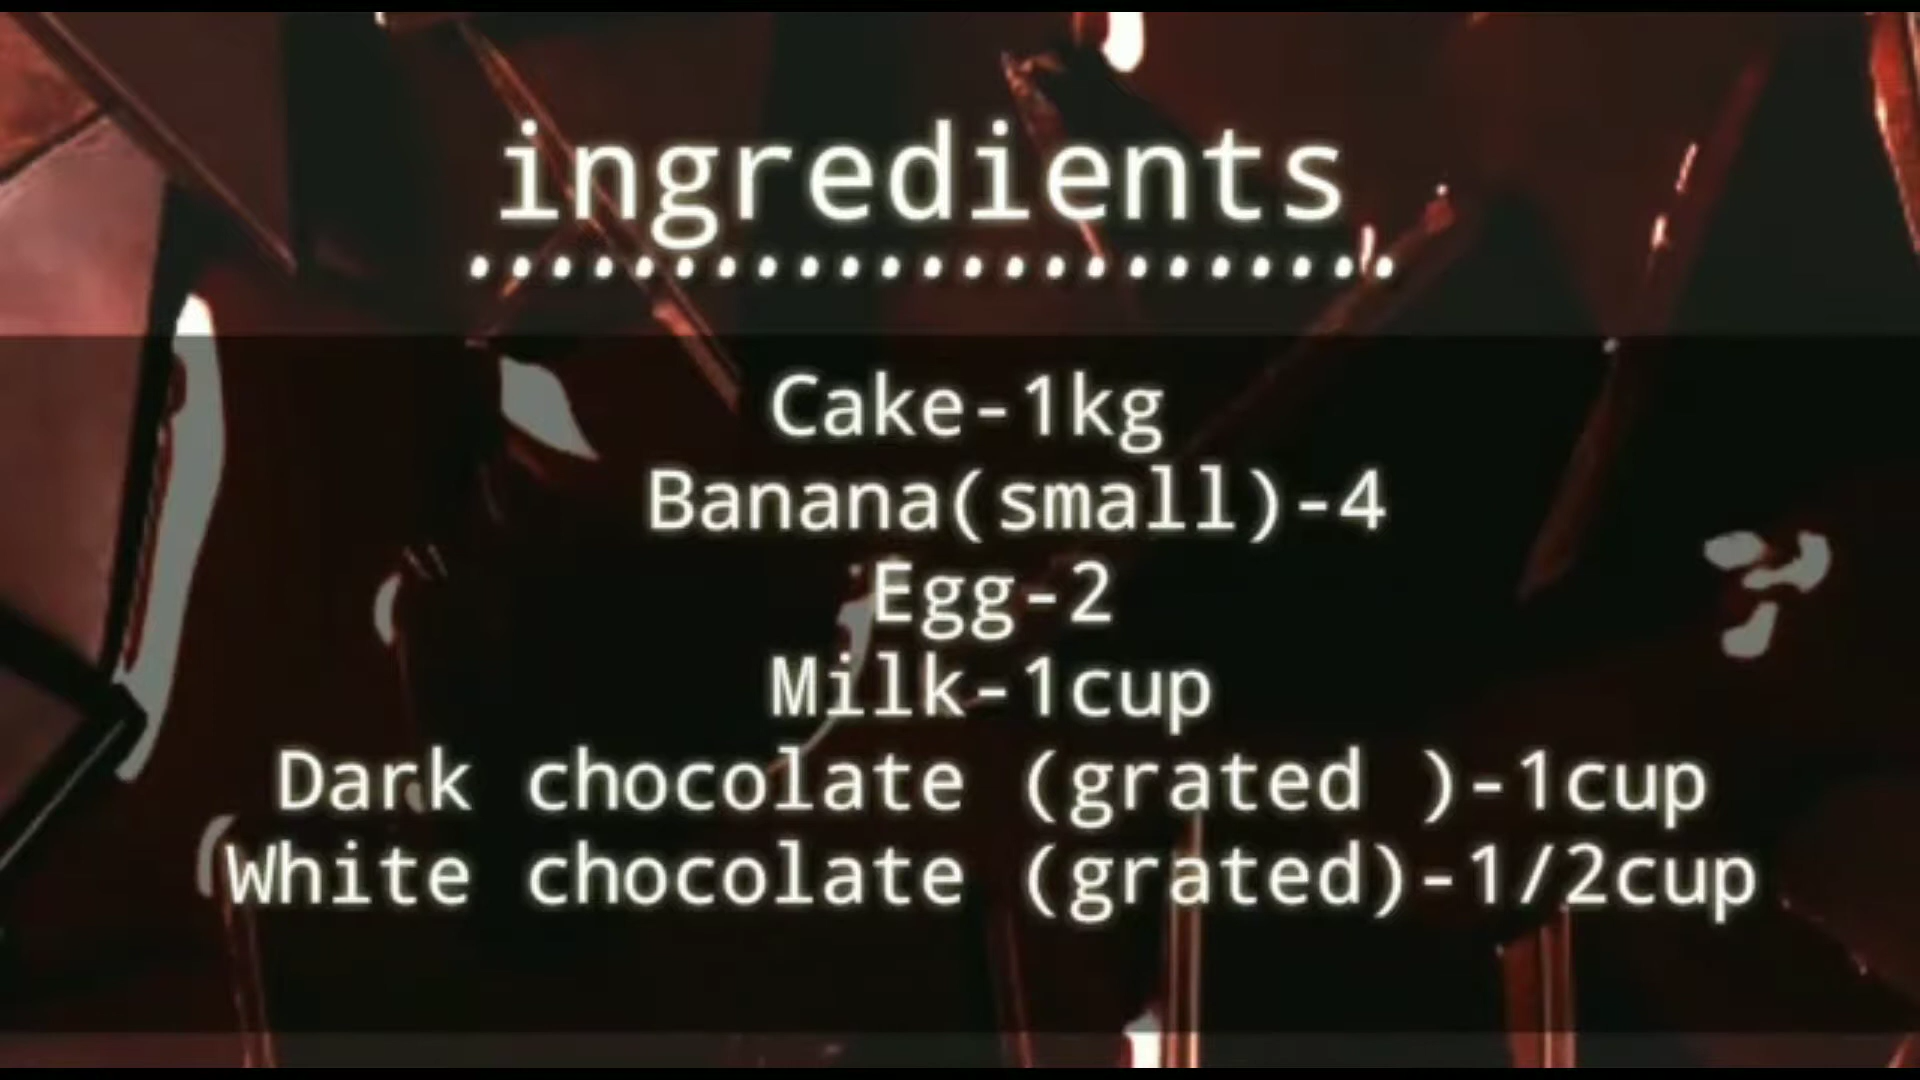 ingredients
.......................
Cake-1kg
Banana(small)-4
Egg-2
Milk-1cup
Dark chocolate (grated )-1cup
White chocolate (grated)-1/2cup